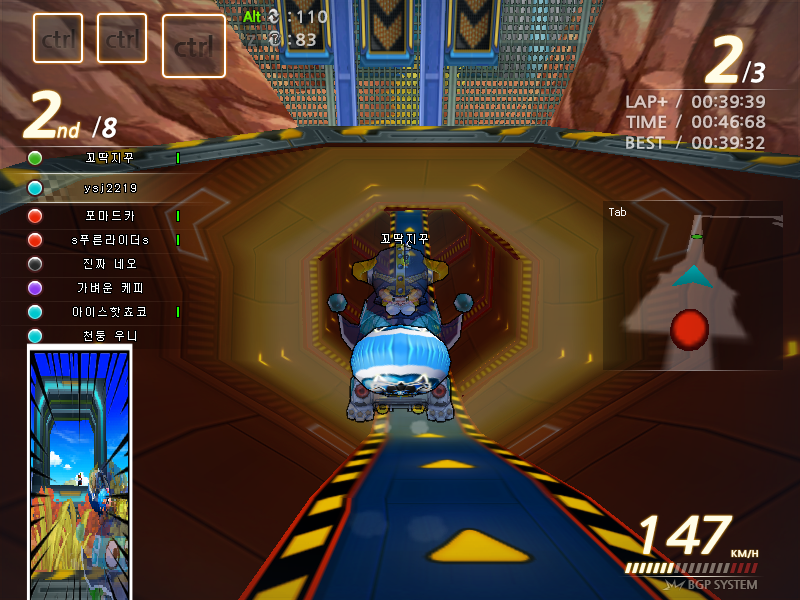 ctrl ctrl ctrl
Alt :110
:83
2/3
LAP+ / 00:39:39
TIME / 00:46:68
BEST / 00:39:32
2nd /8
꼬딱지꾸
ysj2219
포마드카
s푸른라이더s
진짜 네오
가벼운 케피
아이스핫쵸코
천둥 우니
Tab
꼬딱지꾸
147 KM/H
BGP SYSTEM